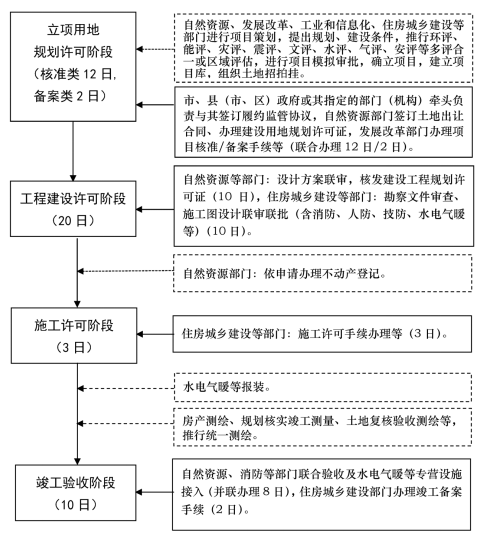 立项用地
规划许可阶段
（核准类 12 日，
备案类 2 日）
自然资源、发展改革、工业和信息化、住房城乡建设等
部门进行项目策划，提出规划、建设条件，推行环评、
能评、灾评、震评、文评、水评、气评、安评等多评合
一或区域评估，进行项目模拟审批，确立项目，建立项
目库，组织土地招拍挂。
市、县（市、区）政府或其指定的部门（机构）牵头负
责与其签订履约监管协议，自然资源部门签订土地出让
合同、办理建设用地规划许可证，发展改革部门办理项
目核准/备案手续等（联合办理 12 日/2 日）。
工程建设许可阶段
（20 日）
自然资源等部门：设计方案联审，核发建设工程规划许
可证（10 日），住房城乡建设等部门：勘察文件审查、
施工图设计联审联批（含消防、人防、技防、水电气暖
等）（10 日）。
自然资源部门：依申请办理不动产登记。
施工许可阶段
（3 日）
住房城乡建设等部门：施工许可手续办理等（3 日）。
水电气暖等报装。
房产测绘、规划核实竣工测量、土地复核验收测绘等，
推行统一测绘。
竣工验收阶段
（10 日）
自然资源、消防等部门联合验收及水电气暖等专营设施
接入（并联办理 8 日），住房城乡建设部门办理竣工备案
手续（2 日）。